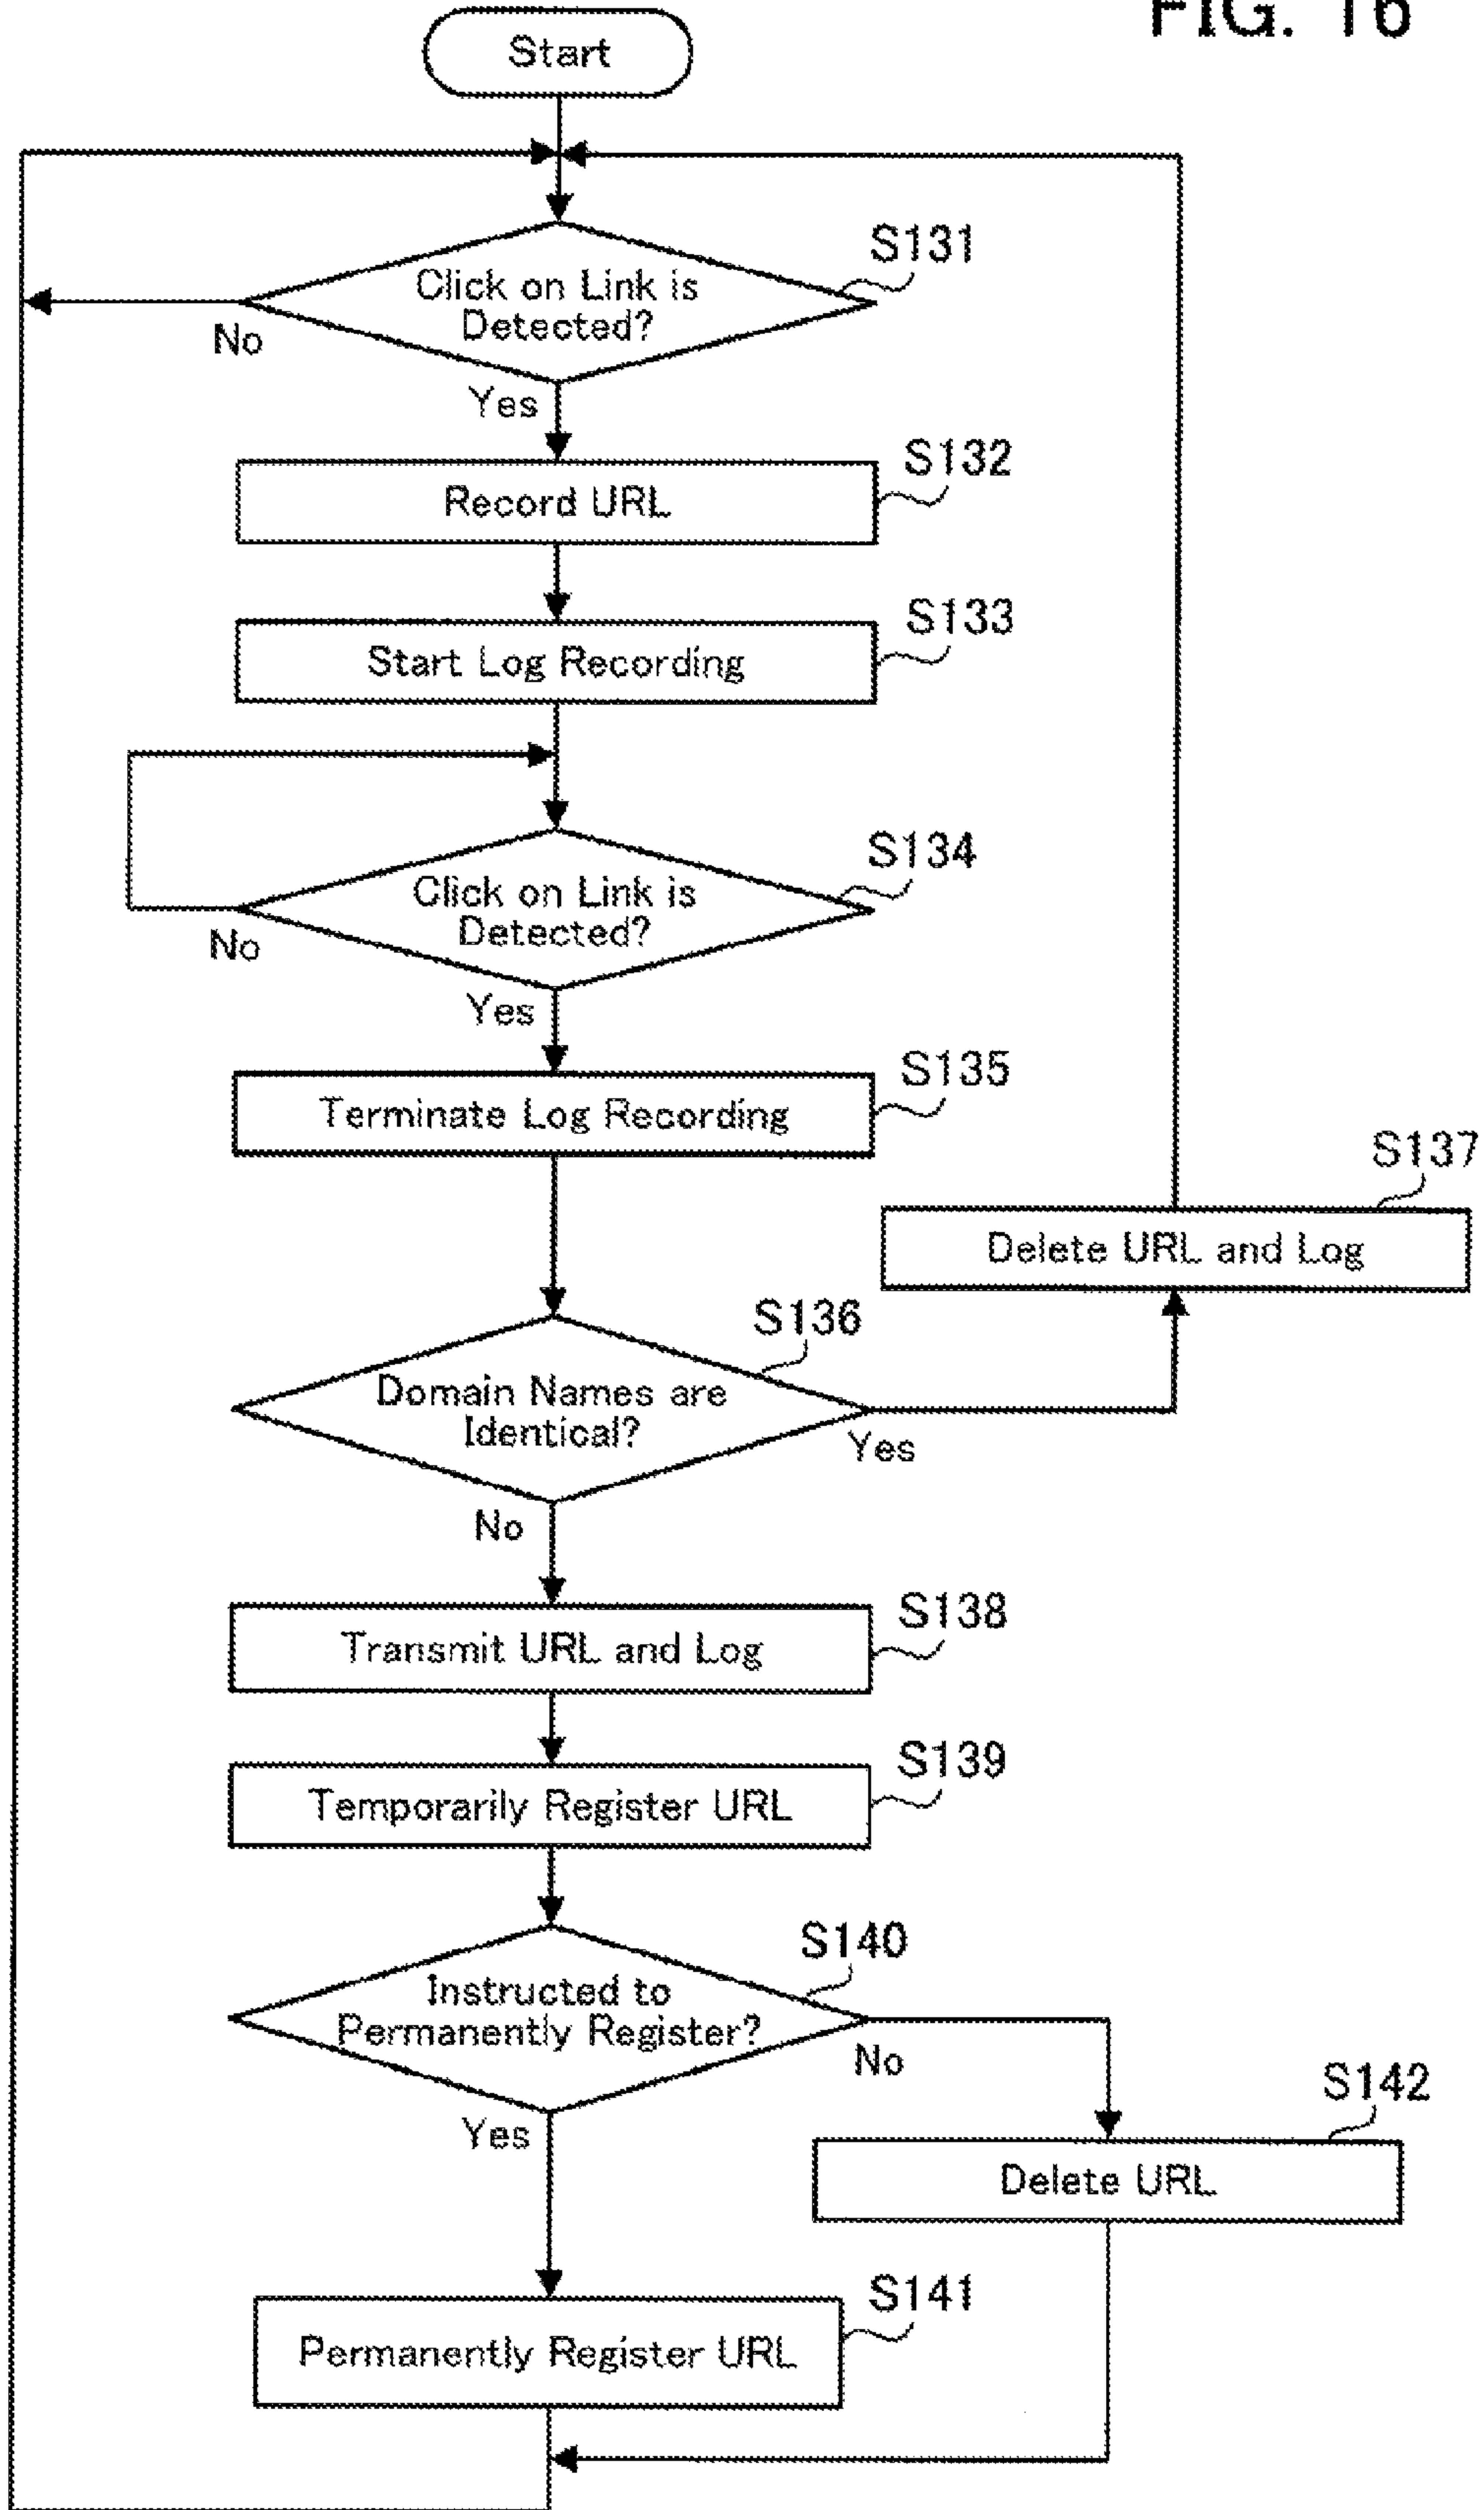 FIG. 16
Start
S131
Click on Link is
Detected?
No
Yes
S132
Record URL
S133
Start Log Recording
S134
Click on Link is
Detected?
No
Yes
S135
Terminate Log Recording
S137
Delete URL and Log
S136
Domain Names are
Identical?
Yes
No
S138
Transmit URL and Log
S139
Temporarily Register URL
S140
Instructed to
Permanently Register?
No
Yes
S142
Delete URL
S141
Permanently Register URL